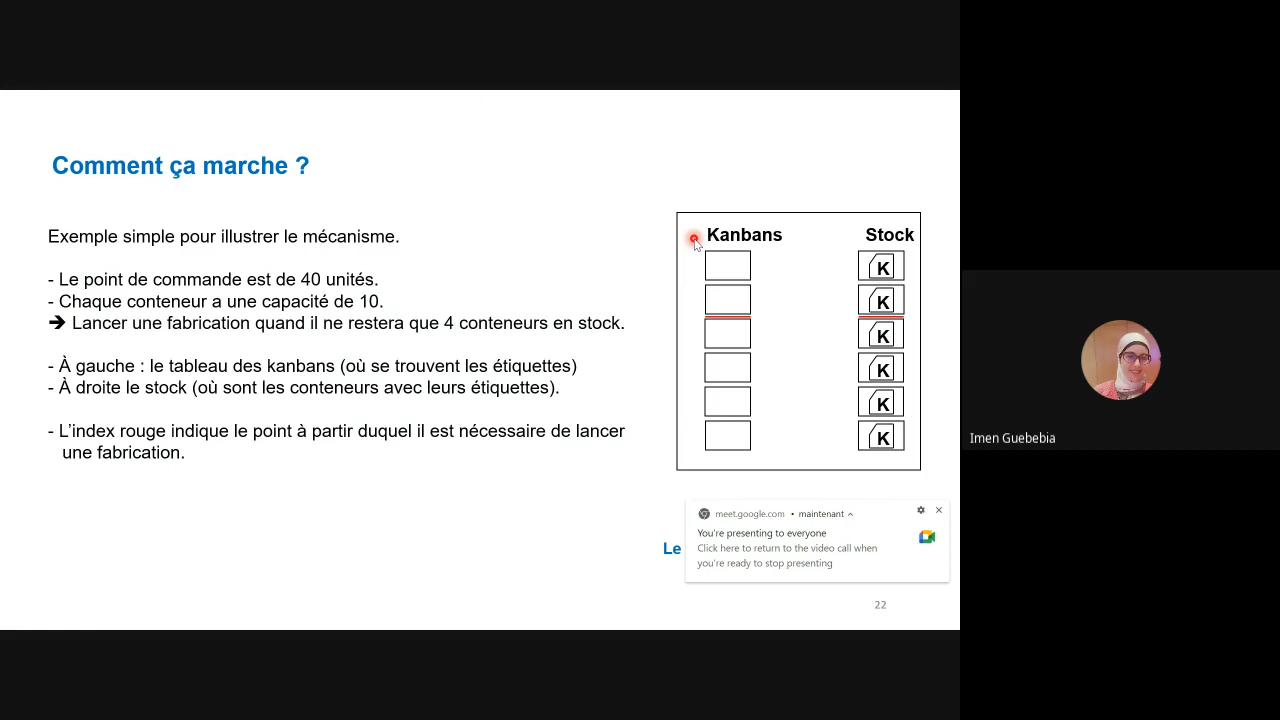 Comment ça marche ?
Exemple simple pour illustrer le mécanisme.
- Le point de commande est de 40 unités.
- Chaque conteneur a une capacité de 10.
➔ Lancer une fabrication quand il ne restera que 4 conteneurs en stock.
- À gauche : le tableau des kanbans (où se trouvent les étiquettes)
- À droite le stock (où sont les conteneurs avec leurs étiquettes).
- L'index rouge indique le point à partir duquel il est nécessaire de lancer
une fabrication.
Kanbans Stock
K
K
K
K
K
K
Le
meet.google.com • maintenant
You're presenting to everyone
Click here to return to the video call when
you're ready to stop presenting
22
Imen Guebebia